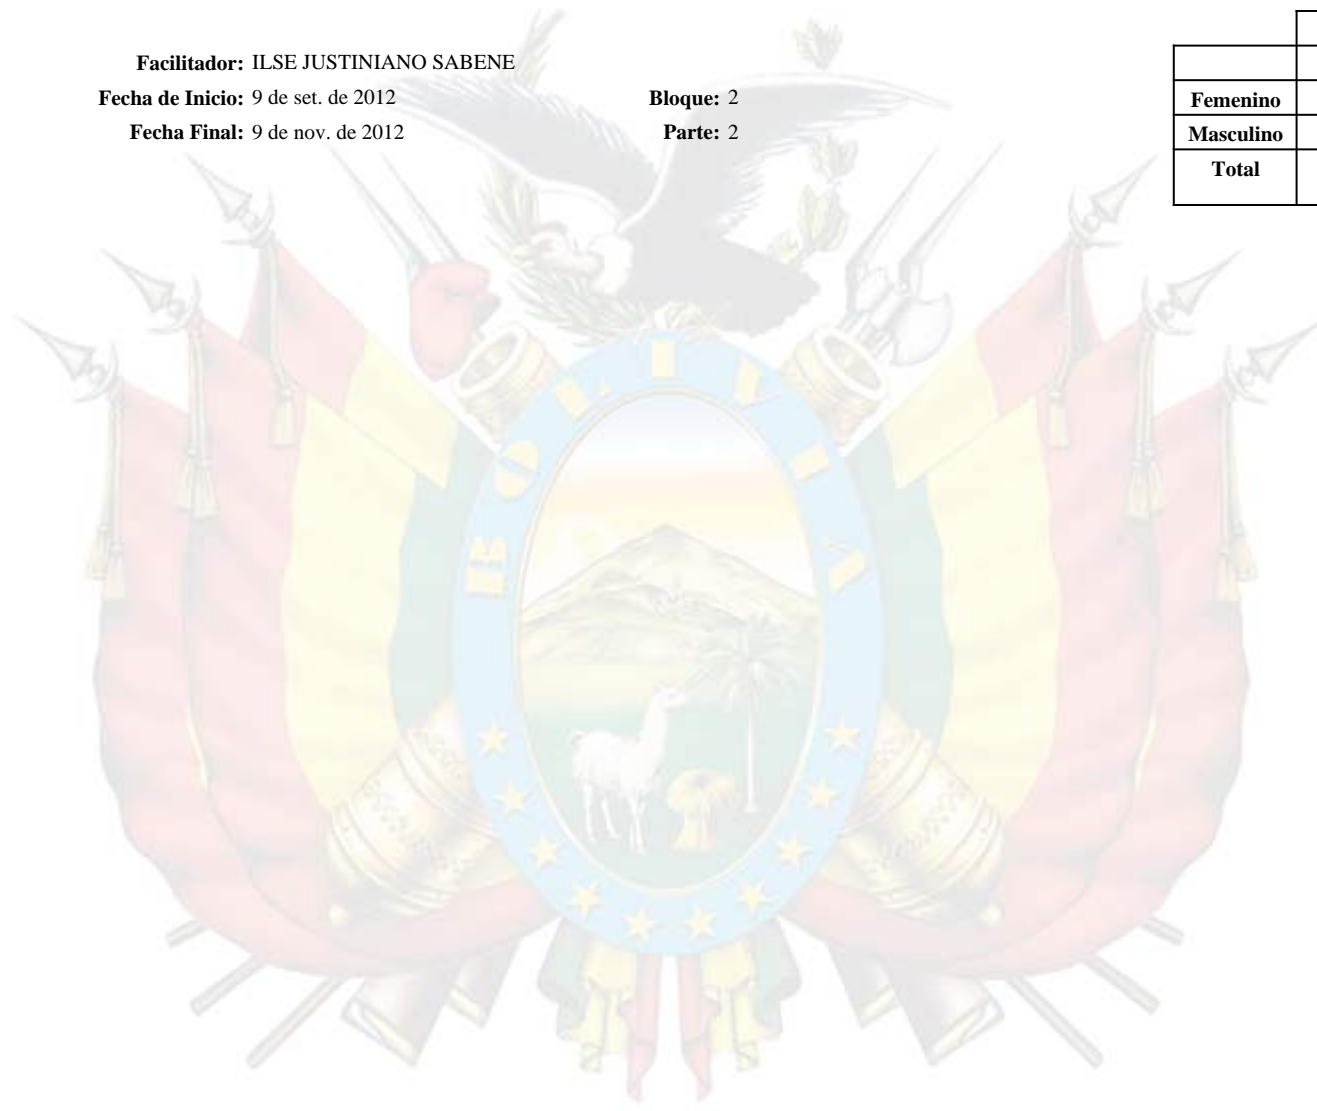 Facilitador: ILSE JUSTINIANO SABENE
Fecha de Inicio: 9 de set. de 2012 Bloque: 2
Fecha Final: 9 de nov. de 2012 Parte: 2
Femenino
Masculino
Total
BOLIVIA